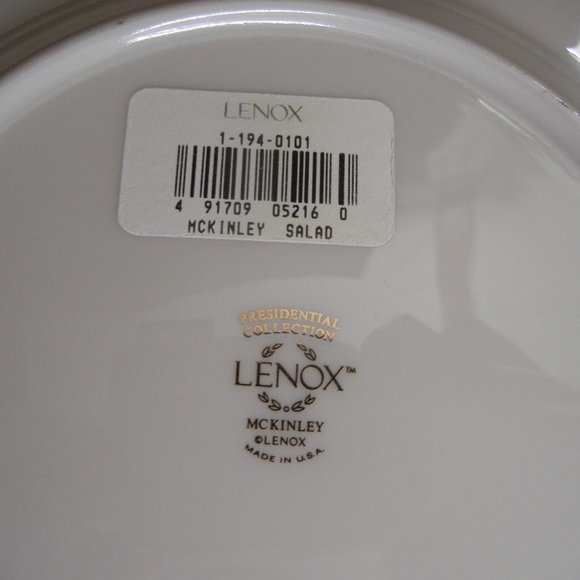 LENOX
1-194-0101
4 91709 05216 0
MCKINLEY SALAD
PRESIDENTIAL
COLLECTION
LENOX™
MCKINLEY
©LENOX
MADE IN U.S.A.